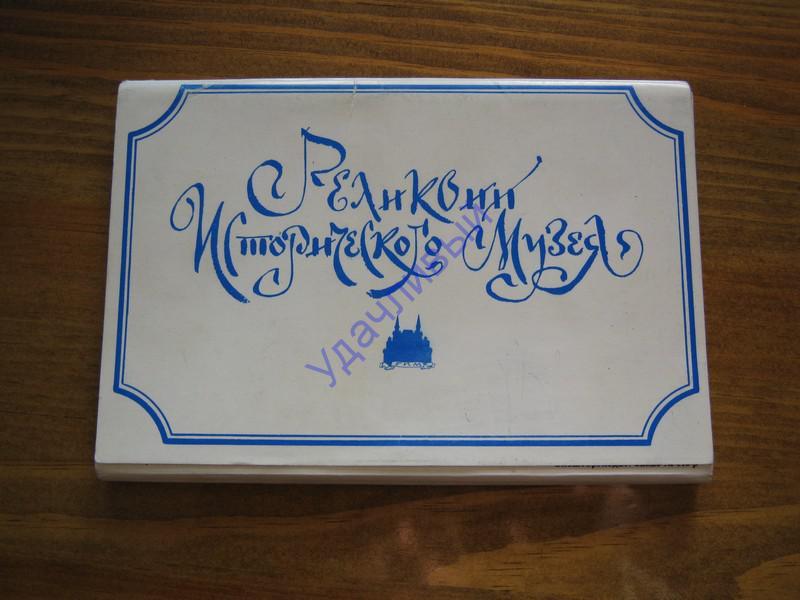 Реликвии
Исторического Музея
Удачливый